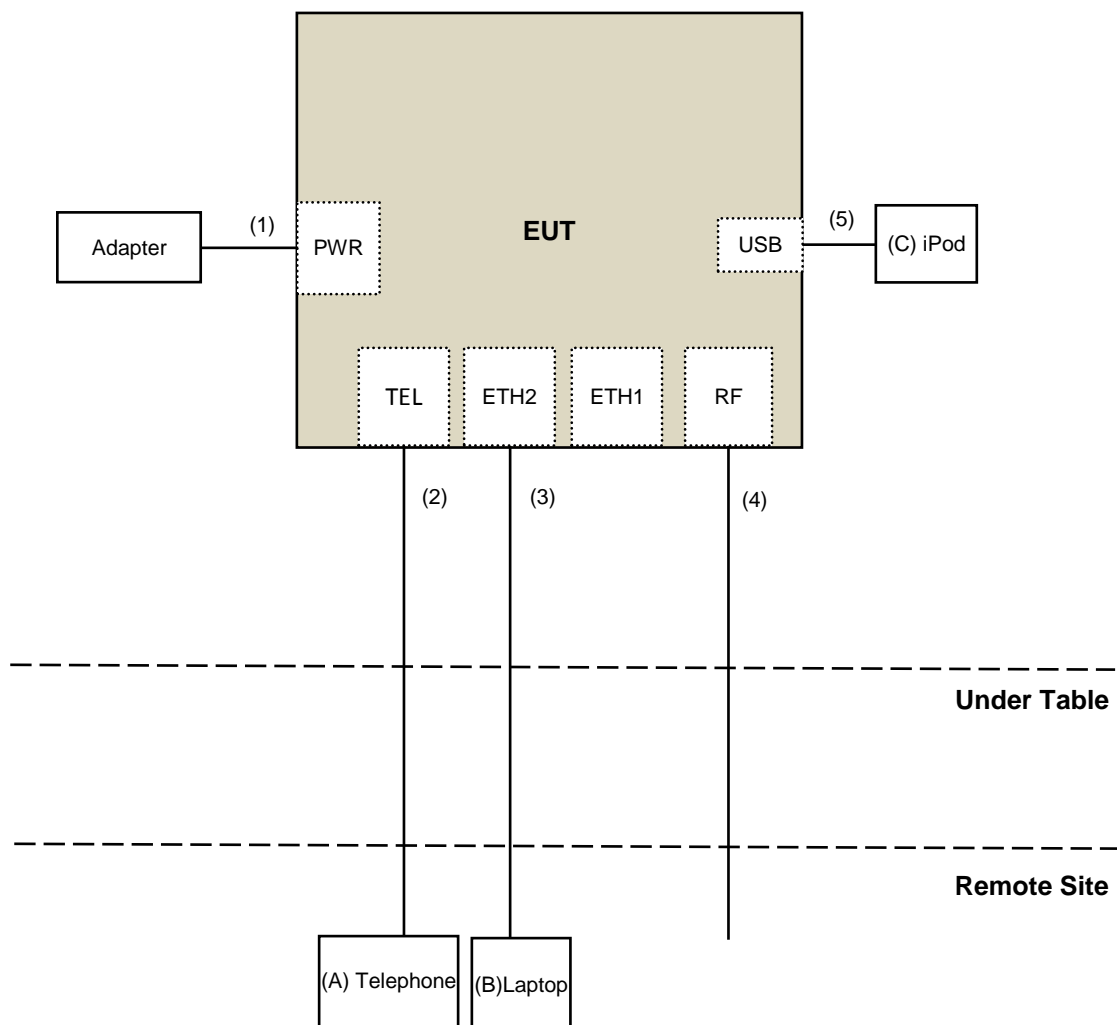 EUT
Adapter
(1)
PWR
USB
(5)
(C) iPod
TEL
ETH2
ETH1
RF
(2)
(3)
(4)
Under Table
Remote Site
(A) Telephone
(B)Laptop